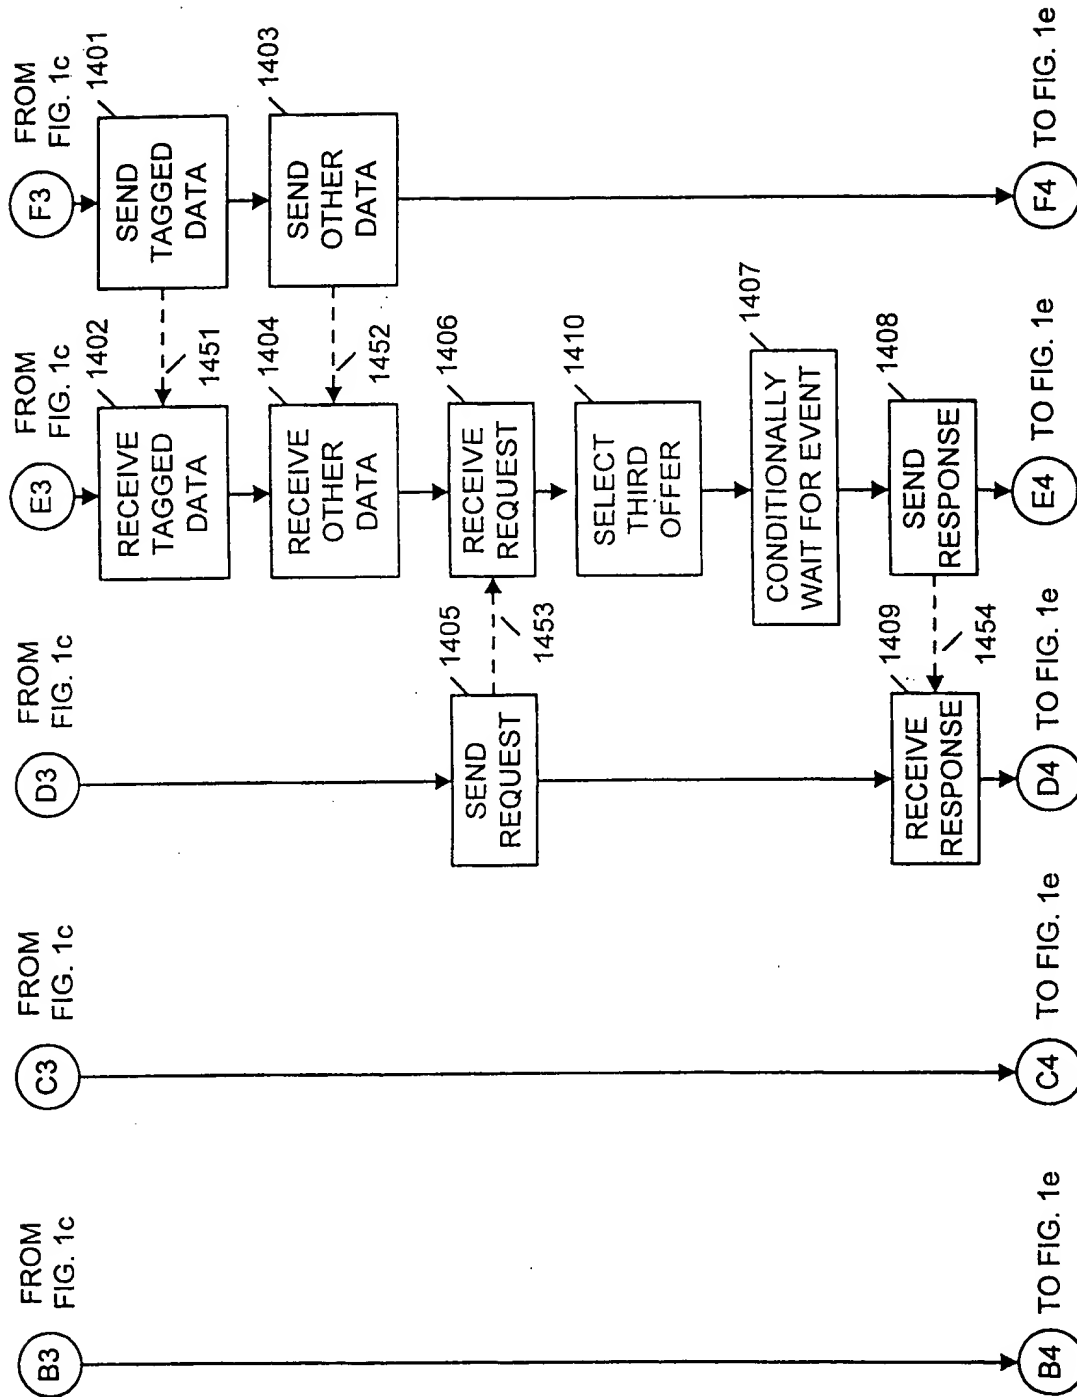 B3
FROM
FIG. 1c
C3
FROM
FIG. 1c
D3
FROM
FIG. 1c
E3
FROM
FIG. 1c
F3
FROM
FIG. 1c
SEND
TAGGED
DATA
1401
RECEIVE
TAGGED
DATA
1402
1451
SEND
OTHER
DATA
1403
RECEIVE
OTHER
DATA
1404
1452
SEND
REQUEST
1405
RECEIVE
REQUEST
1406
1453
SELECT
THIRD
OFFER
1410
CONDITIONALLY
WAIT FOR EVENT
1407
SEND
RESPONSE
1408
RECEIVE
RESPONSE
1409
1454
B4
TO FIG. 1e
C4
TO FIG. 1e
D4
TO FIG. 1e
E4
TO FIG. 1e
F4
TO FIG. 1e